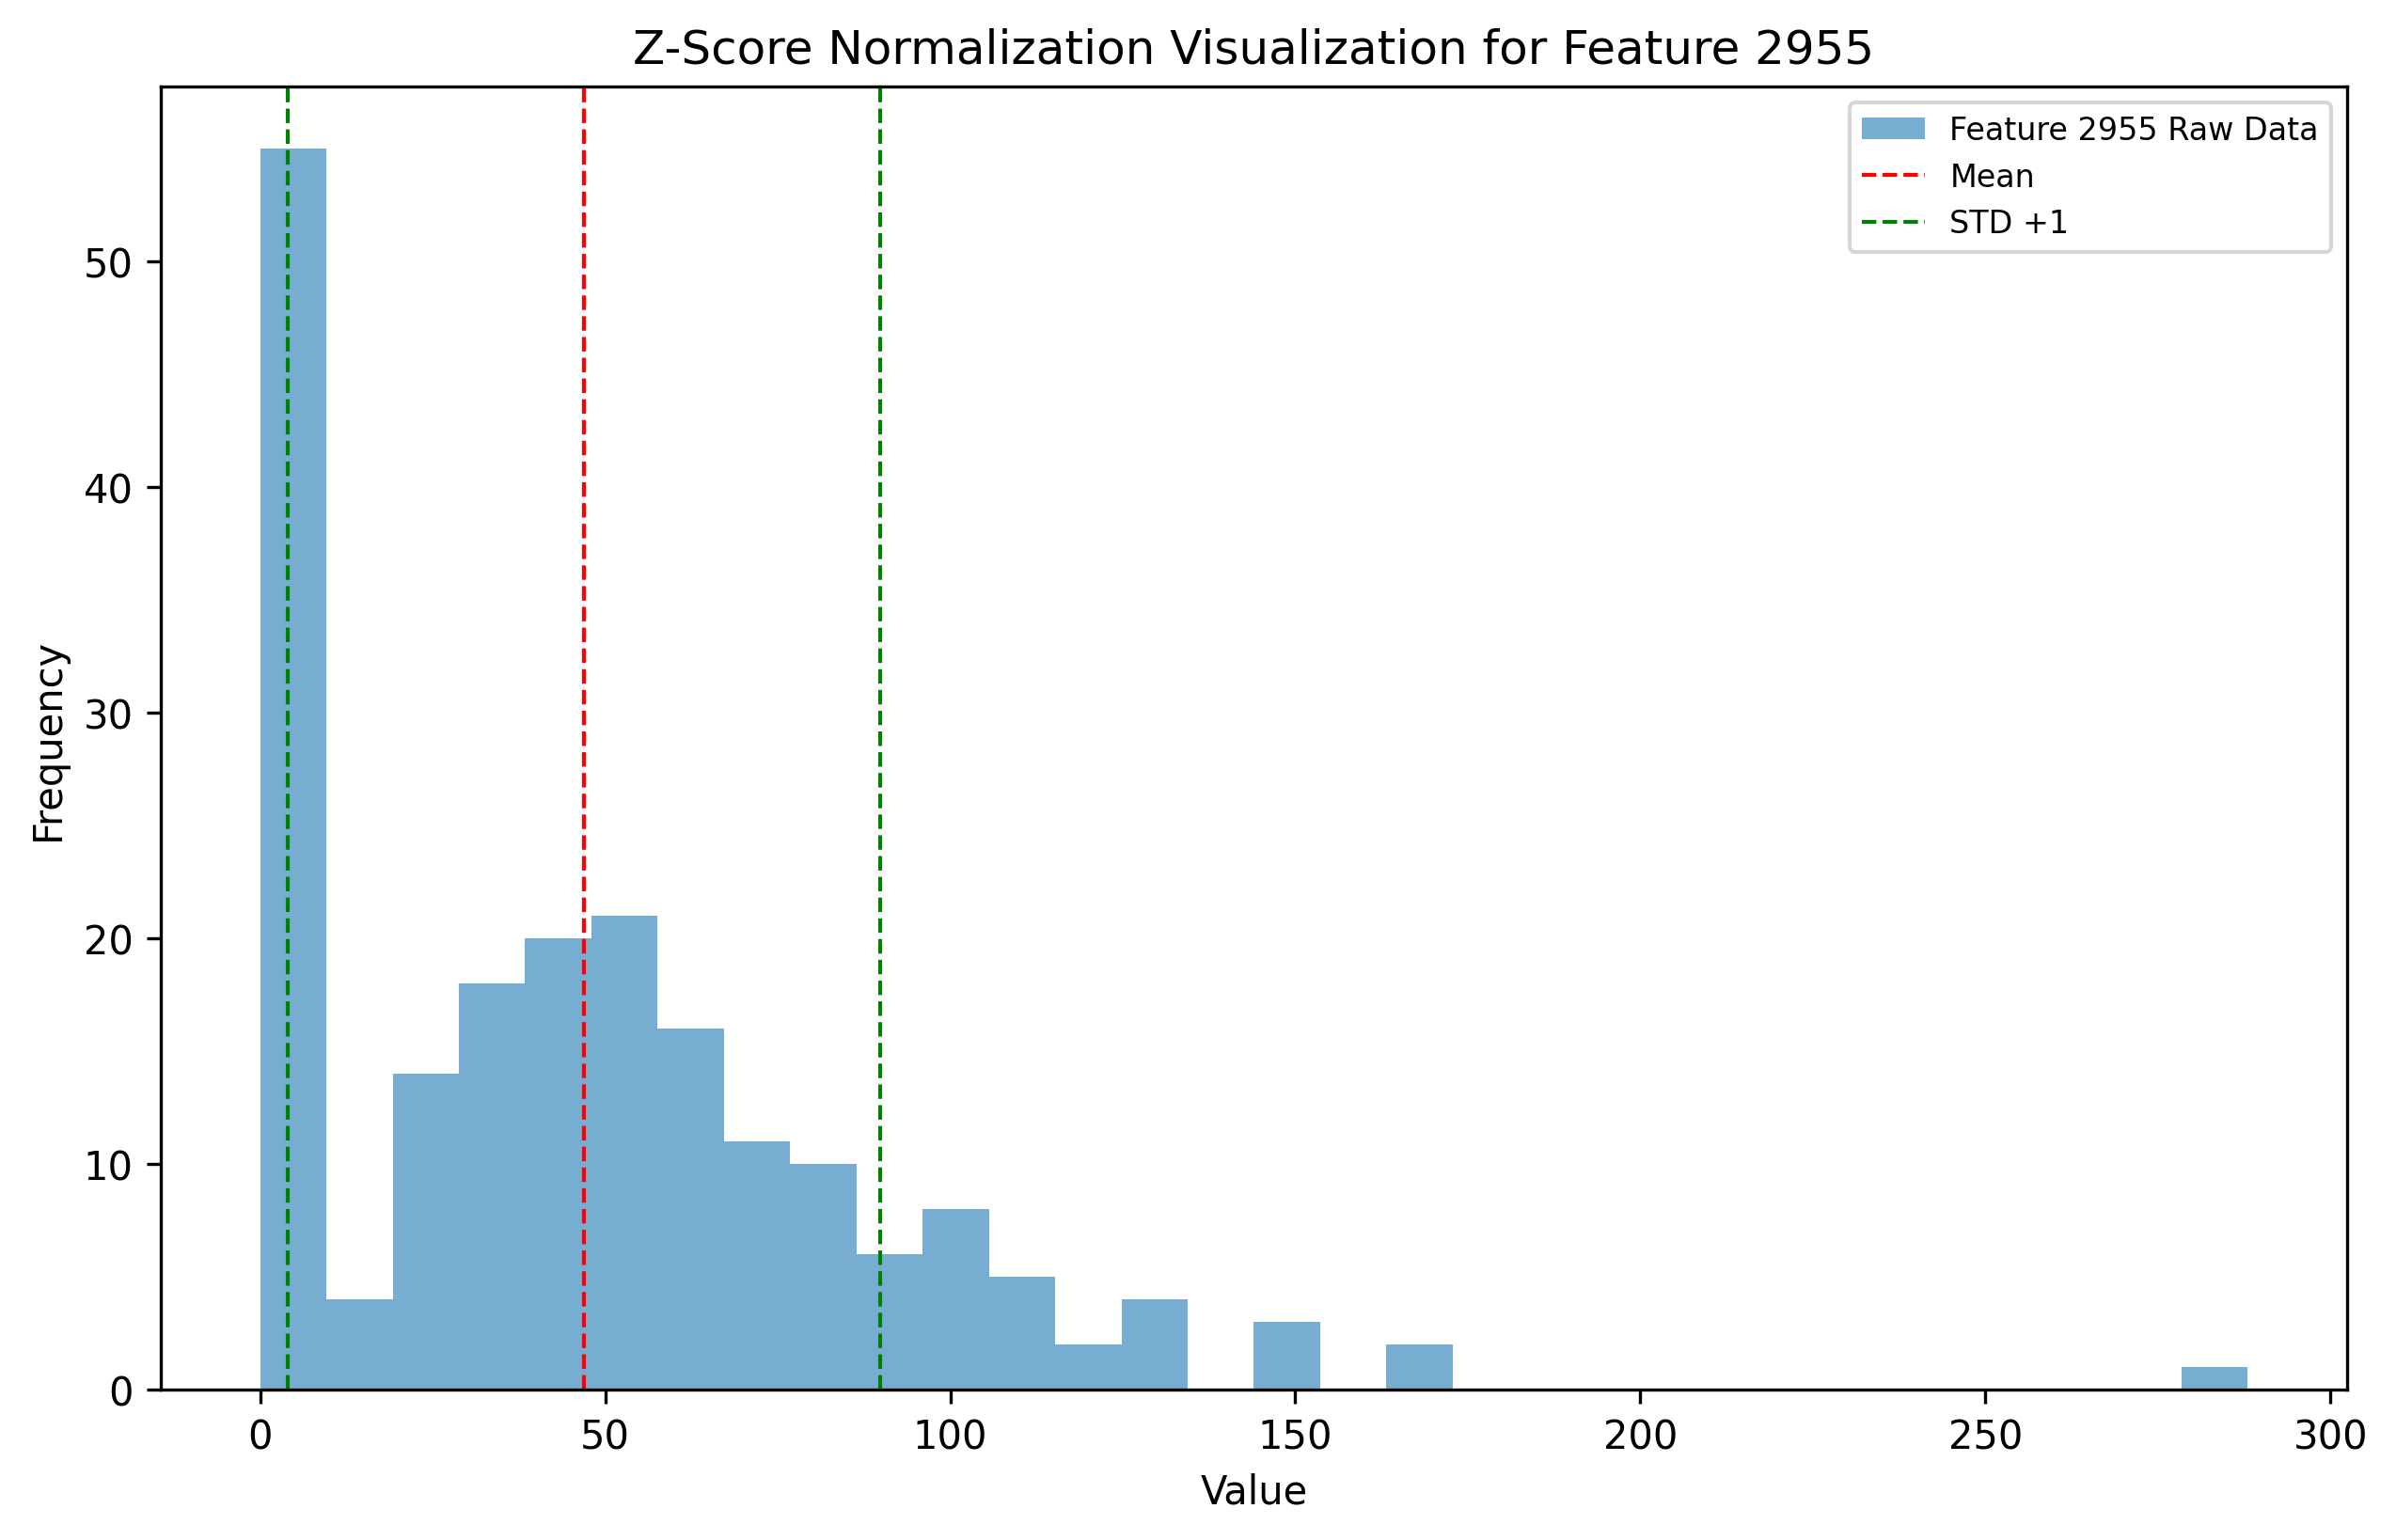 Z-Score Normalization Visualization for Feature 2955
Feature 2955 Raw Data
Mean
STD +1
Frequency
50
40
30
20
10
0
0 50 100 150 200 250 300
Value